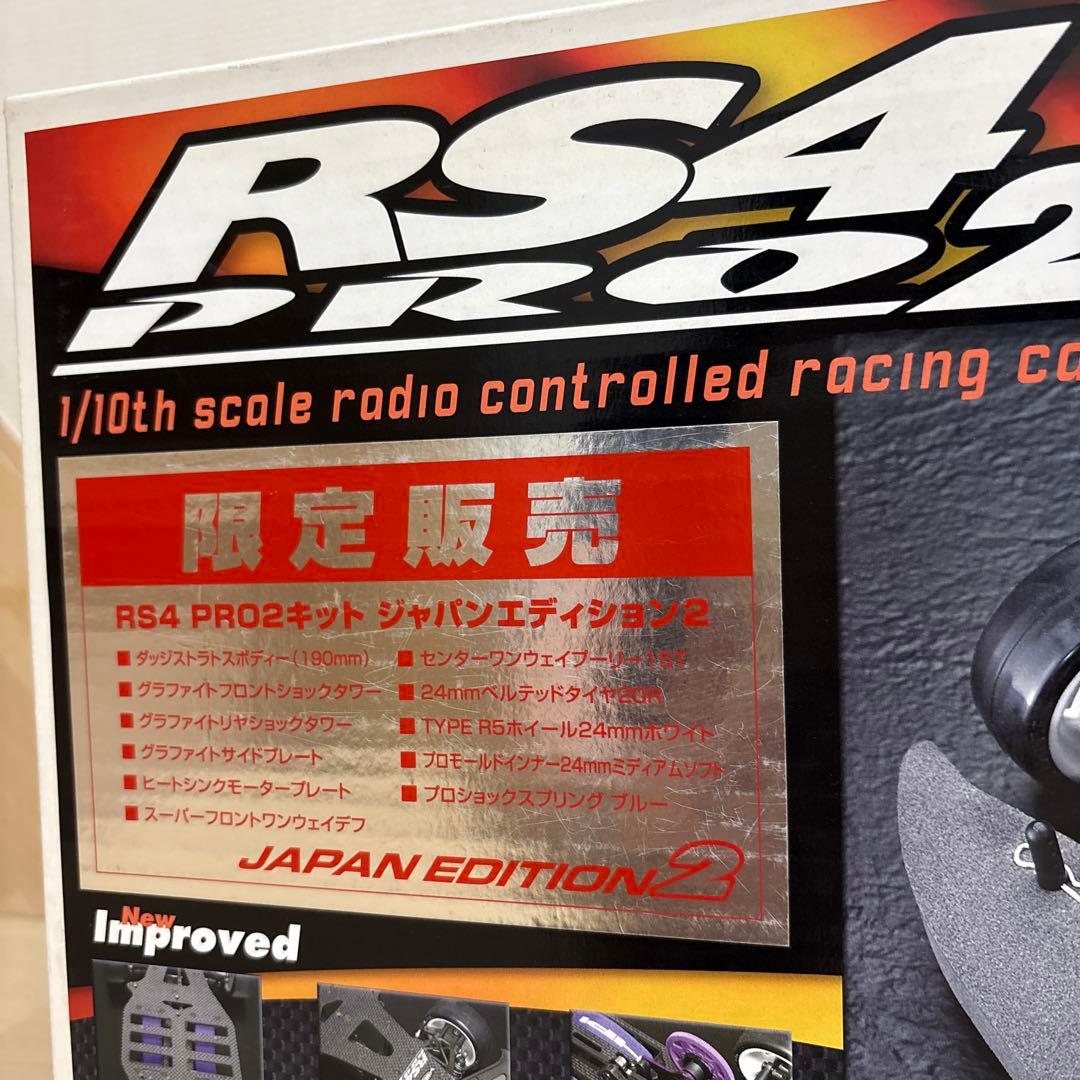 RS4
PRO2
1/10th scale radio controlled racing
限定販売
RS4 PRO2キット ジャパンエディション2
■ ダッジストラトスボディー(190mm)
■ グラファイトフロントショックタワー
■ グラファイトリヤショックタワー
■ グラファイトサイドプレート
■ ヒートシンクモータープレート
■ スーパーフロントワンウェイデフ
■ センターワンウェイプーリー15T
■ 24mmベルテッドタイヤ20R
■ TYPE R5ホイール24mmホワイト
■ プロモールドインナー24mmミディアムソフト
■ プロショックスプリング ブルー
JAPAN EDITION2
New
Improved